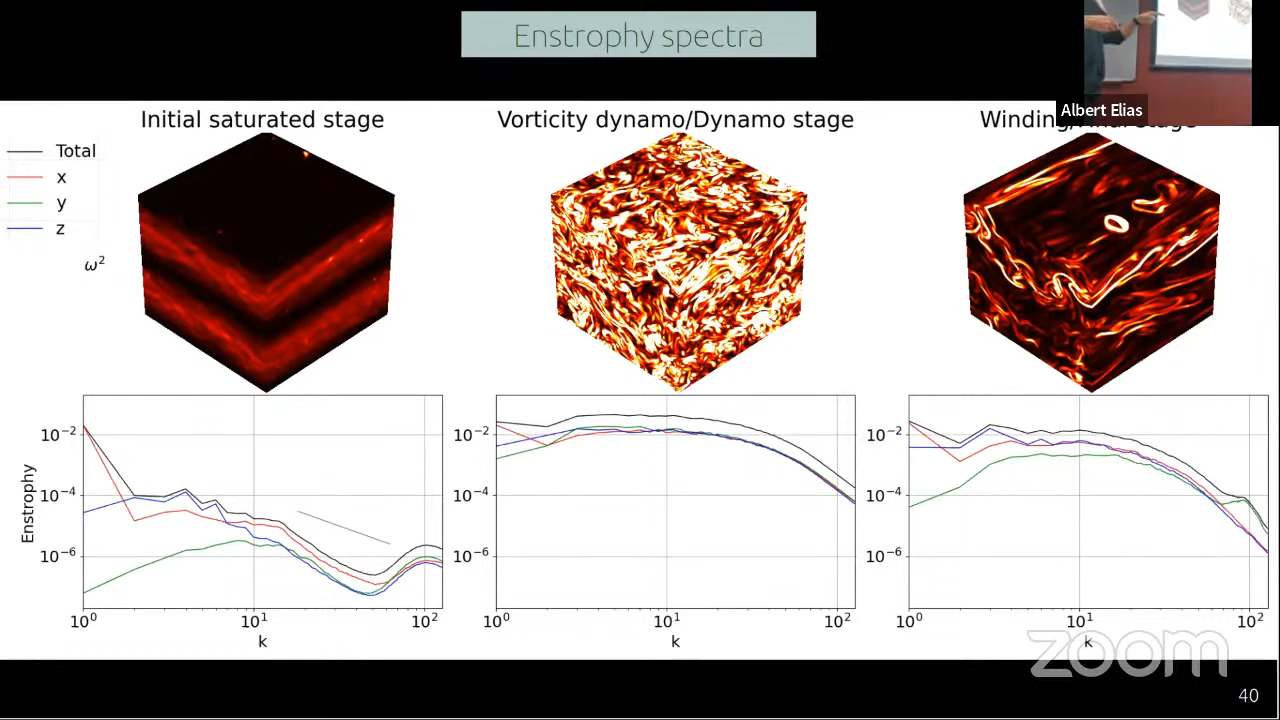 Enstrophy spectra
Albert Elias
Initial saturated stage
Vorticity dynamo/Dynamo stage
Winding/Final stage
Total
x
y
z
ω²
Enstrophy
10⁻²
10⁻⁴
10⁻⁶
10⁰
10¹
10²
k
10⁻²
10⁻⁴
10⁻⁶
10⁰
10¹
10²
k
10⁻²
10⁻⁴
10⁻⁶
10⁰
10¹
10²
k
zoom
40